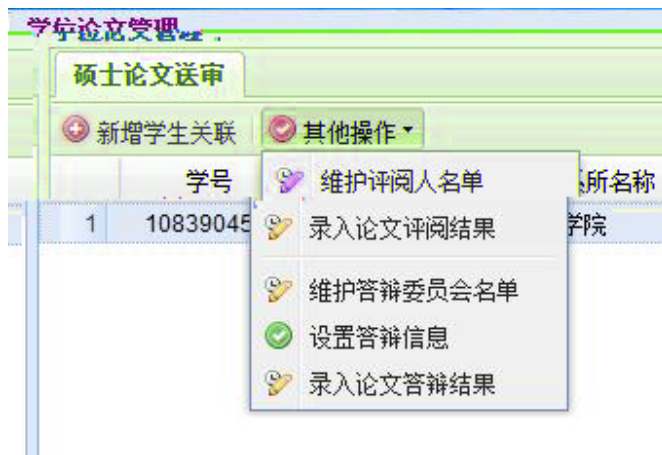 学位论文管理
硕士论文送审
新增学生关联 其他操作
学号 所名称
维护评阅人名单
1 10839045 学院
录入论文评阅结果
维护答辩委员会名单
设置答辩信息
录入论文答辩结果